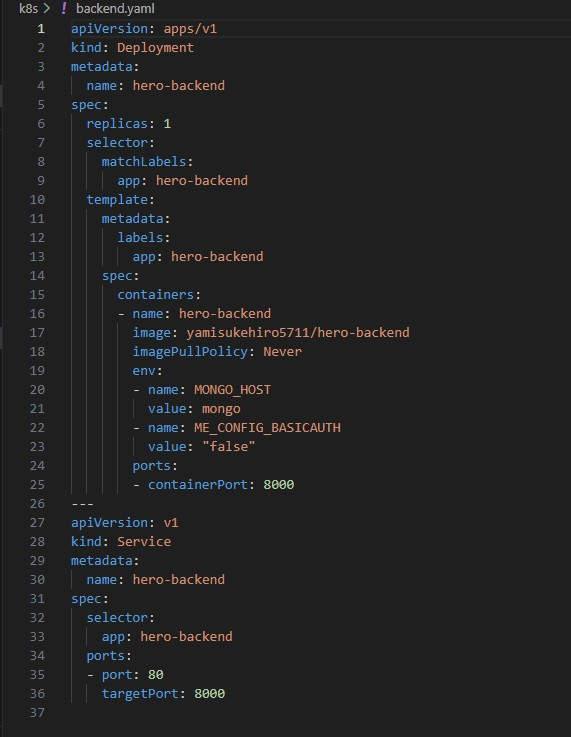 k8s > ! backend.yaml
1 apiVersion: apps/v1
2 kind: Deployment
3 metadata:
4   name: hero-backend
5 spec:
6   replicas: 1
7   selector:
8     matchLabels:
9       app: hero-backend
10   template:
11     metadata:
12       labels:
13         app: hero-backend
14     spec:
15       containers:
16       - name: hero-backend
17         image: yamisukehiro5711/hero-backend
18         imagePullPolicy: Never
19         env:
20         - name: MONGO_HOST
21           value: mongo
22         - name: ME_CONFIG_BASICAUTH
23           value: "false"
24         ports:
25         - containerPort: 8000
26 ---
27 apiVersion: v1
28 kind: Service
29 metadata:
30   name: hero-backend
31 spec:
32   selector:
33     app: hero-backend
34   ports:
35   - port: 80
36     targetPort: 8000
37